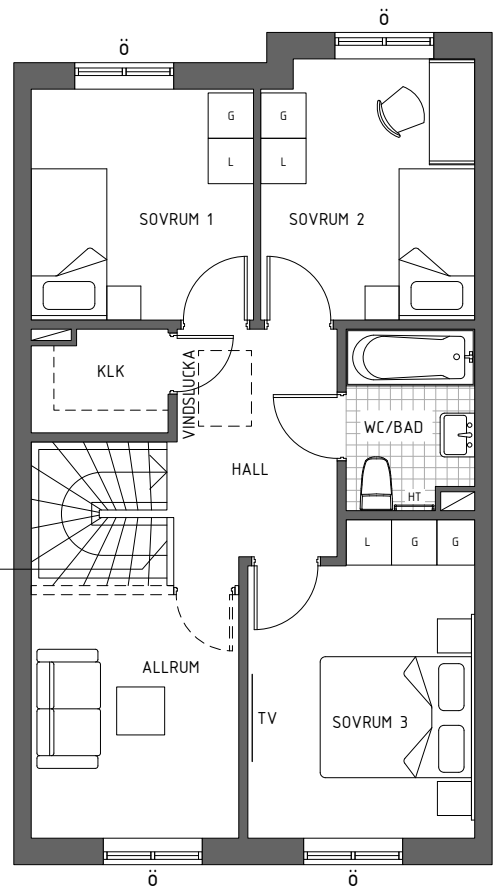 Ö
Ö
G
G
L
L
SOVRUM 1
SOVRUM 2
KLK
VINDSLUCKA
WC/BAD
HALL
HT
L
G
G
ALLRUM
TV
SOVRUM 3
Ö
Ö